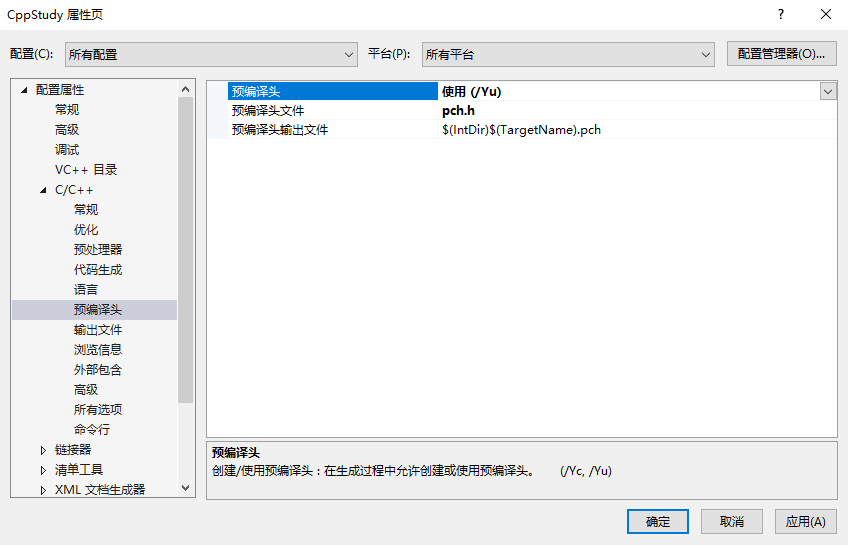 CppStudy 属性页
?
配置(C): 所有配置 平台(P): 所有平台 配置管理器(O)...
配置属性
常规
高级
调试
VC++ 目录
C/C++
常规
优化
预处理器
代码生成
语言
预编译头
输出文件
浏览信息
外部包含
高级
所有选项
命令行
链接器
清单工具
XML 文档生成器
预编译头 使用 (/Yu)
预编译头文件 pch.h
预编译头输出文件 $(IntDir)$(TargetName).pch
预编译头
创建/使用预编译头：在生成过程中允许创建或使用预编译头。 (/Yc, /Yu)
确定 取消 应用(A)